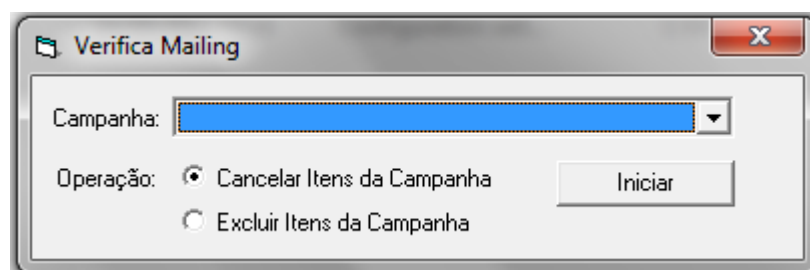 Verifica Mailing
Campanha:
Operação: Cancelar Itens da Campanha Iniciar
Excluir Itens da Campanha